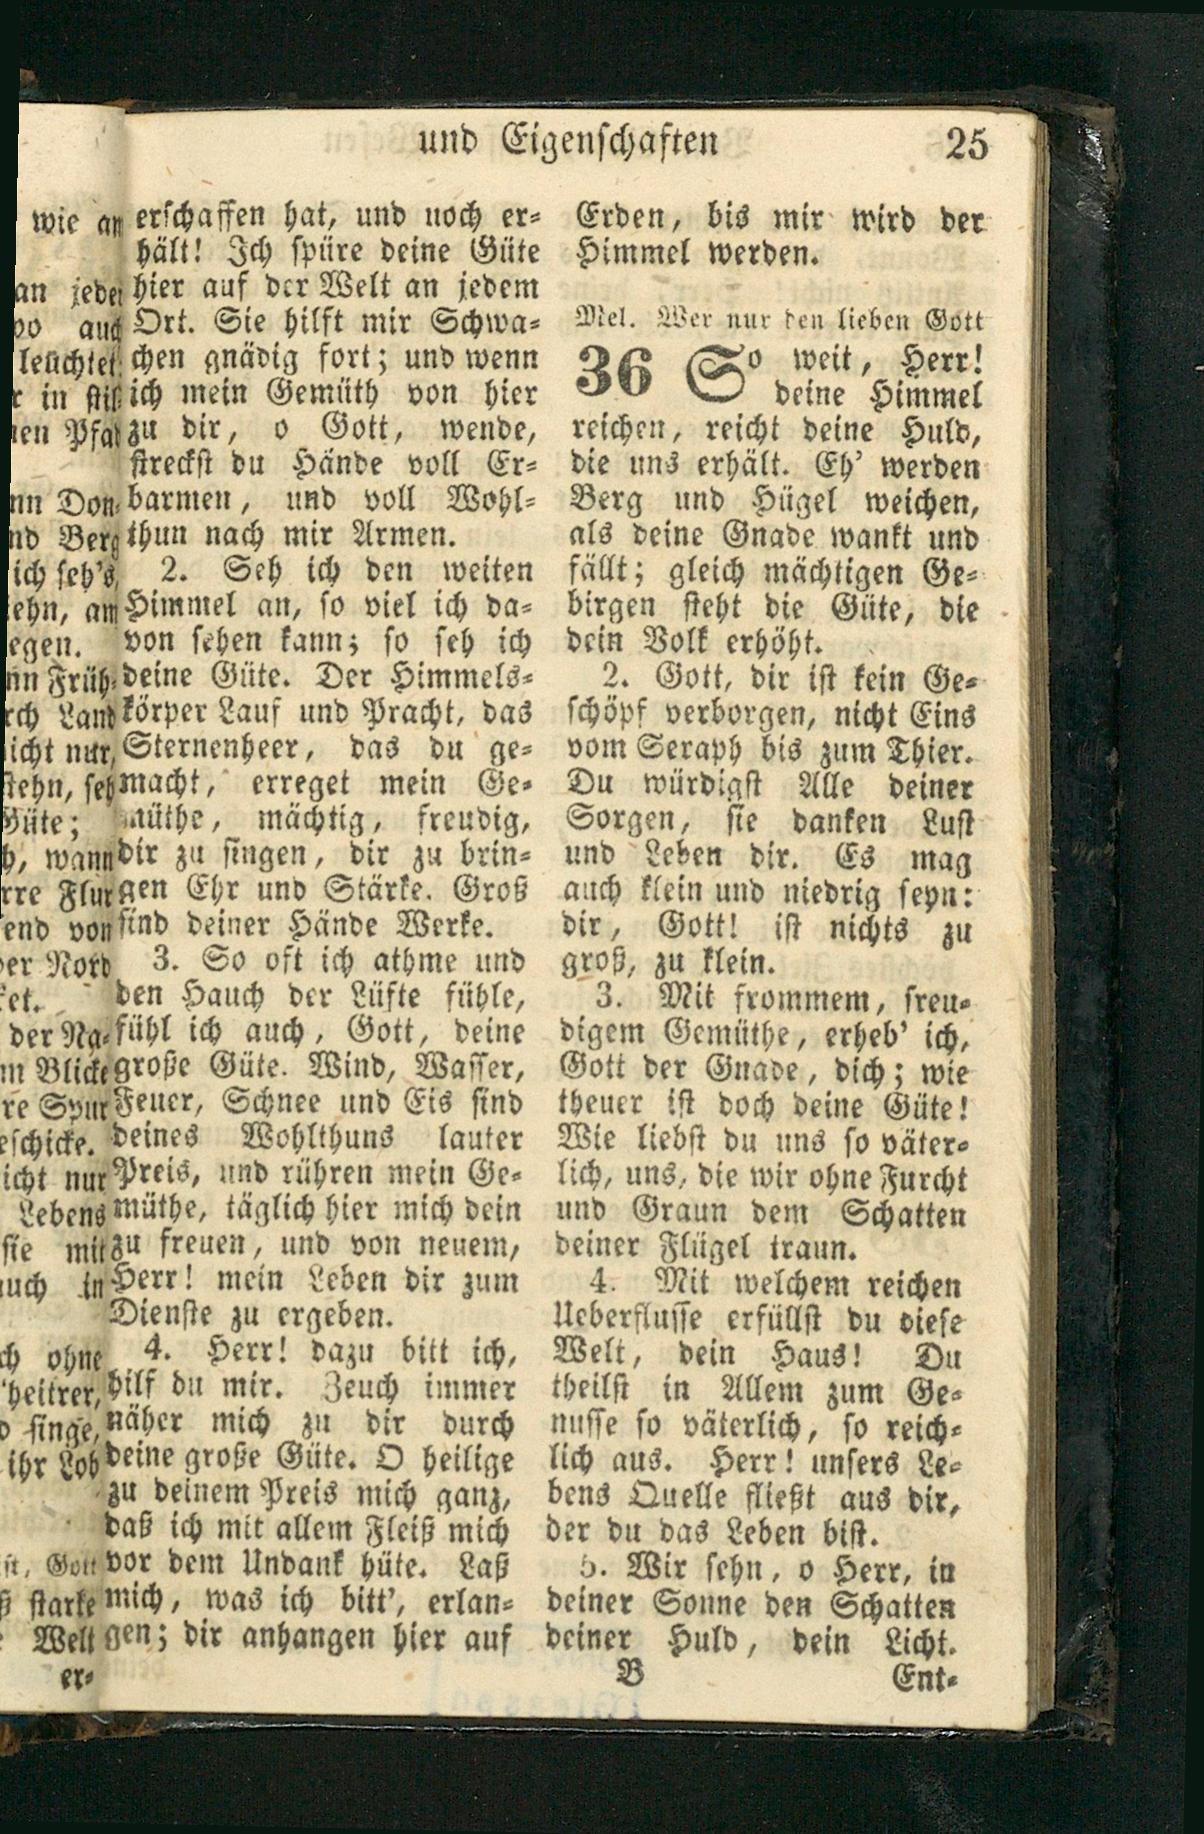 und Eigenschaften 25
erschaffen hat, und noch er-
hält! Ich spüre deine Güte
hier auf der Welt an jedem
Ort. Sie hilft mir Schwa-
chen gnädig fort; und wenn
ich mein Gemüth von hier
zu dir, o Gott, wende,
streckst du Hände voll Er-
barmen, und voll Wohl-
thun nach mir Armen.
2. Seh ich den weiten
Himmel an, so viel ich da-
von sehen kann; so seh ich
deine Güte. Der Himmels-
körper Lauf und Pracht, das
Sternenheer, das du ge-
macht, erreget mein Ge-
müthe, mächtig, freudig,
dir zu singen, dir zu brin-
gen Ehr und Stärke. Groß
sind deiner Hände Werke.
3. So oft ich athme und
den Hauch der Lüfte fühle,
fühl ich auch, Gott, deine
große Güte. Wind, Wasser,
Feuer, Schnee und Eis sind
deines Wohlthuns lauter
Preis, und rühren mein Ge-
müthe, täglich hier mich dein
zu freuen, und von neuem,
Herr! mein Leben dir zum
Dienste zu ergeben.
4. Herr! dazu bitt ich,
hilf du mir. Zeuch immer
näher mich zu dir durch
deine große Güte. O heilige
zu deinem Preis mich ganz,
daß ich mit allem Fleiß mich
vor dem Undank hüte. Laß
mich, was ich bitt', erlan-
gen; dir anhangen hier auf
Erden, bis mir wird der
Himmel werden.
Mel. Wer nur den lieben Gott
36 So weit, Herr!
deine Himmel
reichen, reicht deine Huld,
die uns erhält. Eh' werden
Berg und Hügel weichen,
als deine Gnade wankt und
fällt; gleich mächtigen Ge-
birgen steht die Güte, die
dein Volk erhöht.
2. Gott, dir ist kein Ge-
schöpf verborgen, nicht Eins
vom Seraph bis zum Thier.
Du würdigst Alle deiner
Sorgen, sie danken Lust
und Leben dir. Es mag
auch klein und niedrig seyn:
dir, Gott! ist nichts zu
groß, zu klein.
3. Mit frommem, freu-
digem Gemüthe, erheb' ich,
Gott der Gnade, dich; wie
theuer ist doch deine Güte!
Wie liebst du uns so väter-
lich, uns, die wir ohne Furcht
und Graun dem Schatten
deiner Flügel traun.
4. Mit welchem reichen
Ueberflusse erfüllst du diese
Welt, dein Haus! Du
theilst in Allem zum Ge-
nusse so väterlich, so reich-
lich aus. Herr! unsers Le-
bens Quelle fließt aus dir,
der du das Leben bist.
5. Wir sehn, o Herr, in
deiner Sonne den Schatten
deiner Huld, dein Licht.
B Ent-